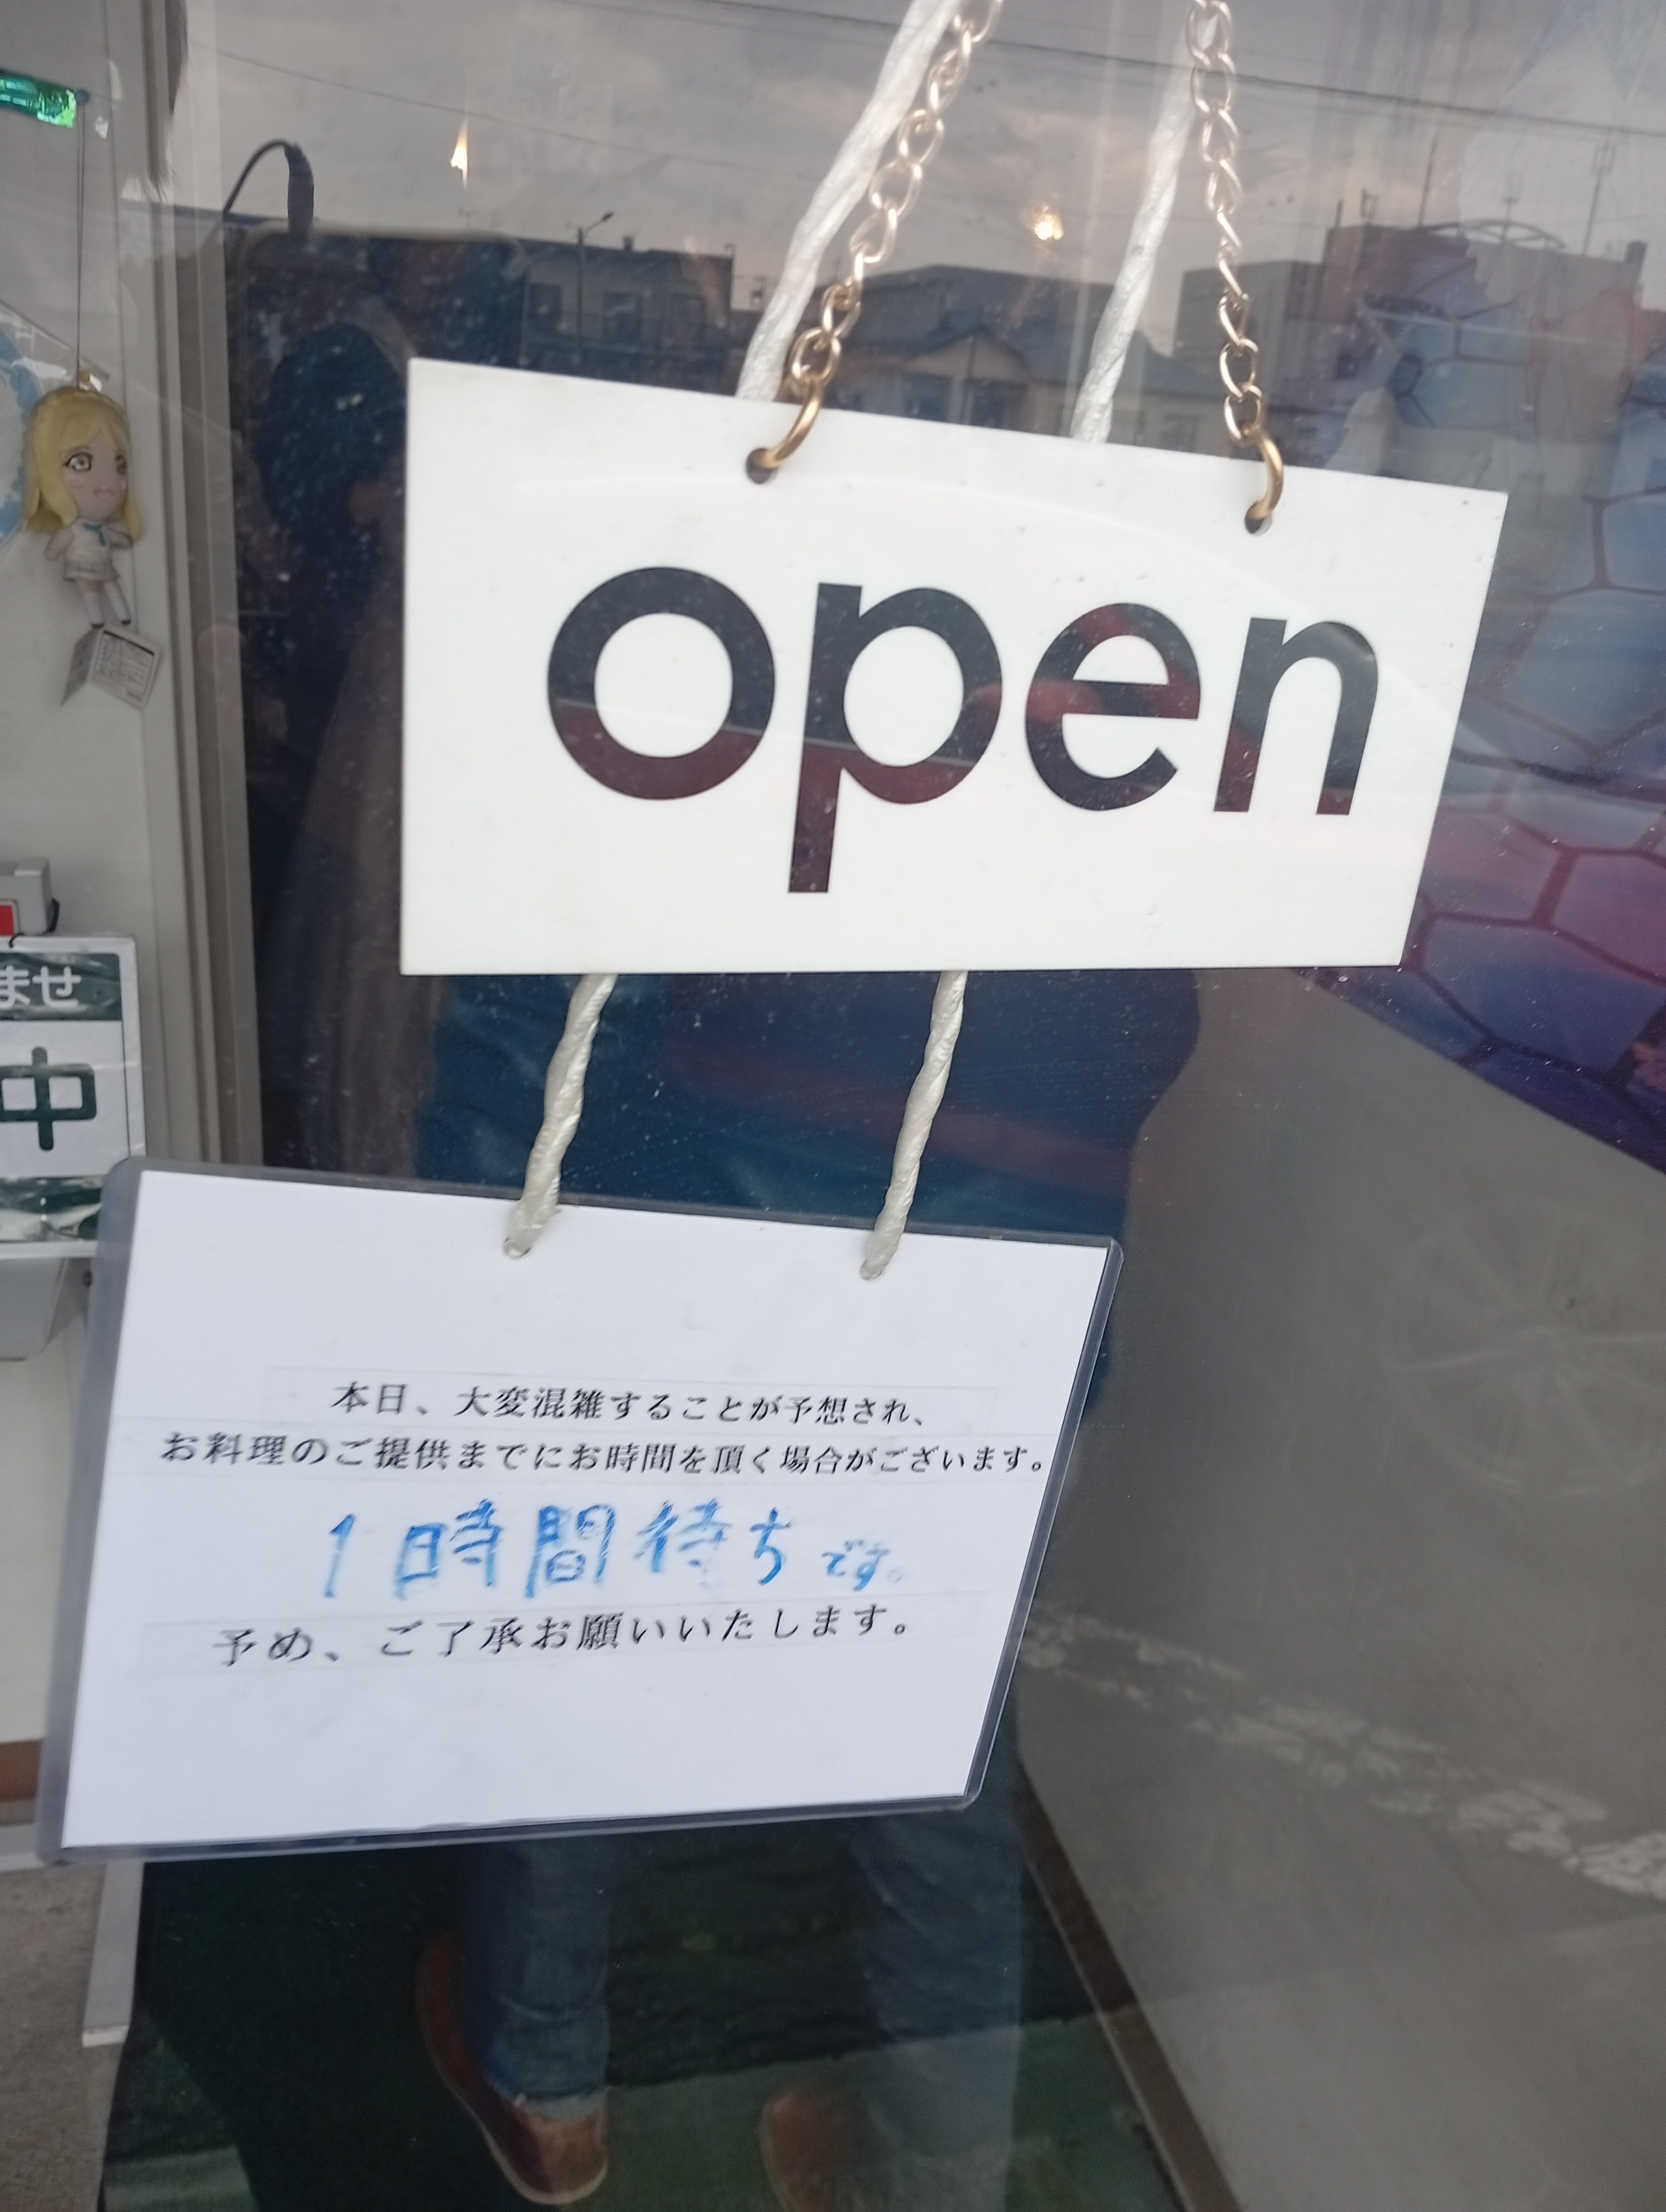 open
ませ
中
本日、大変混雑することが予想され、
お料理のご提供までにお時間を頂く場合がございます。
1時間待ちです。
予め、ご了承お願いいたします。